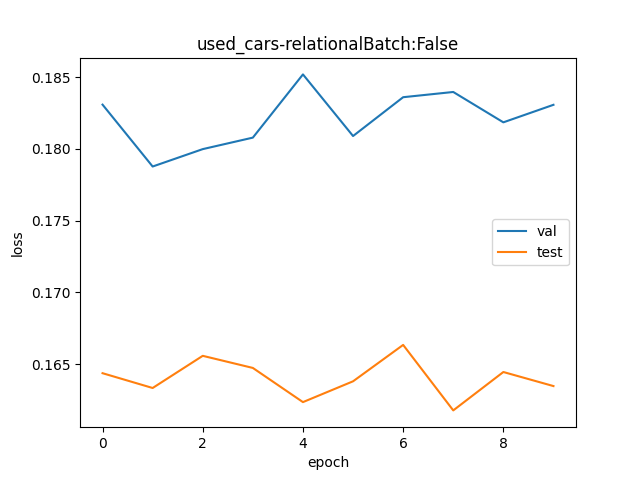 used_cars-relationalBatch:False
loss
0.185
0.180
0.175
0.170
0.165
val
test
0 2 4 6 8
epoch